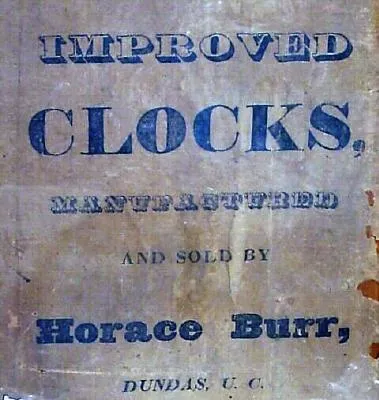 IMPROVED
CLOCKS,
MANUFACTURED
AND SOLD BY
Horace Burr,
DUNDAS, U. C.